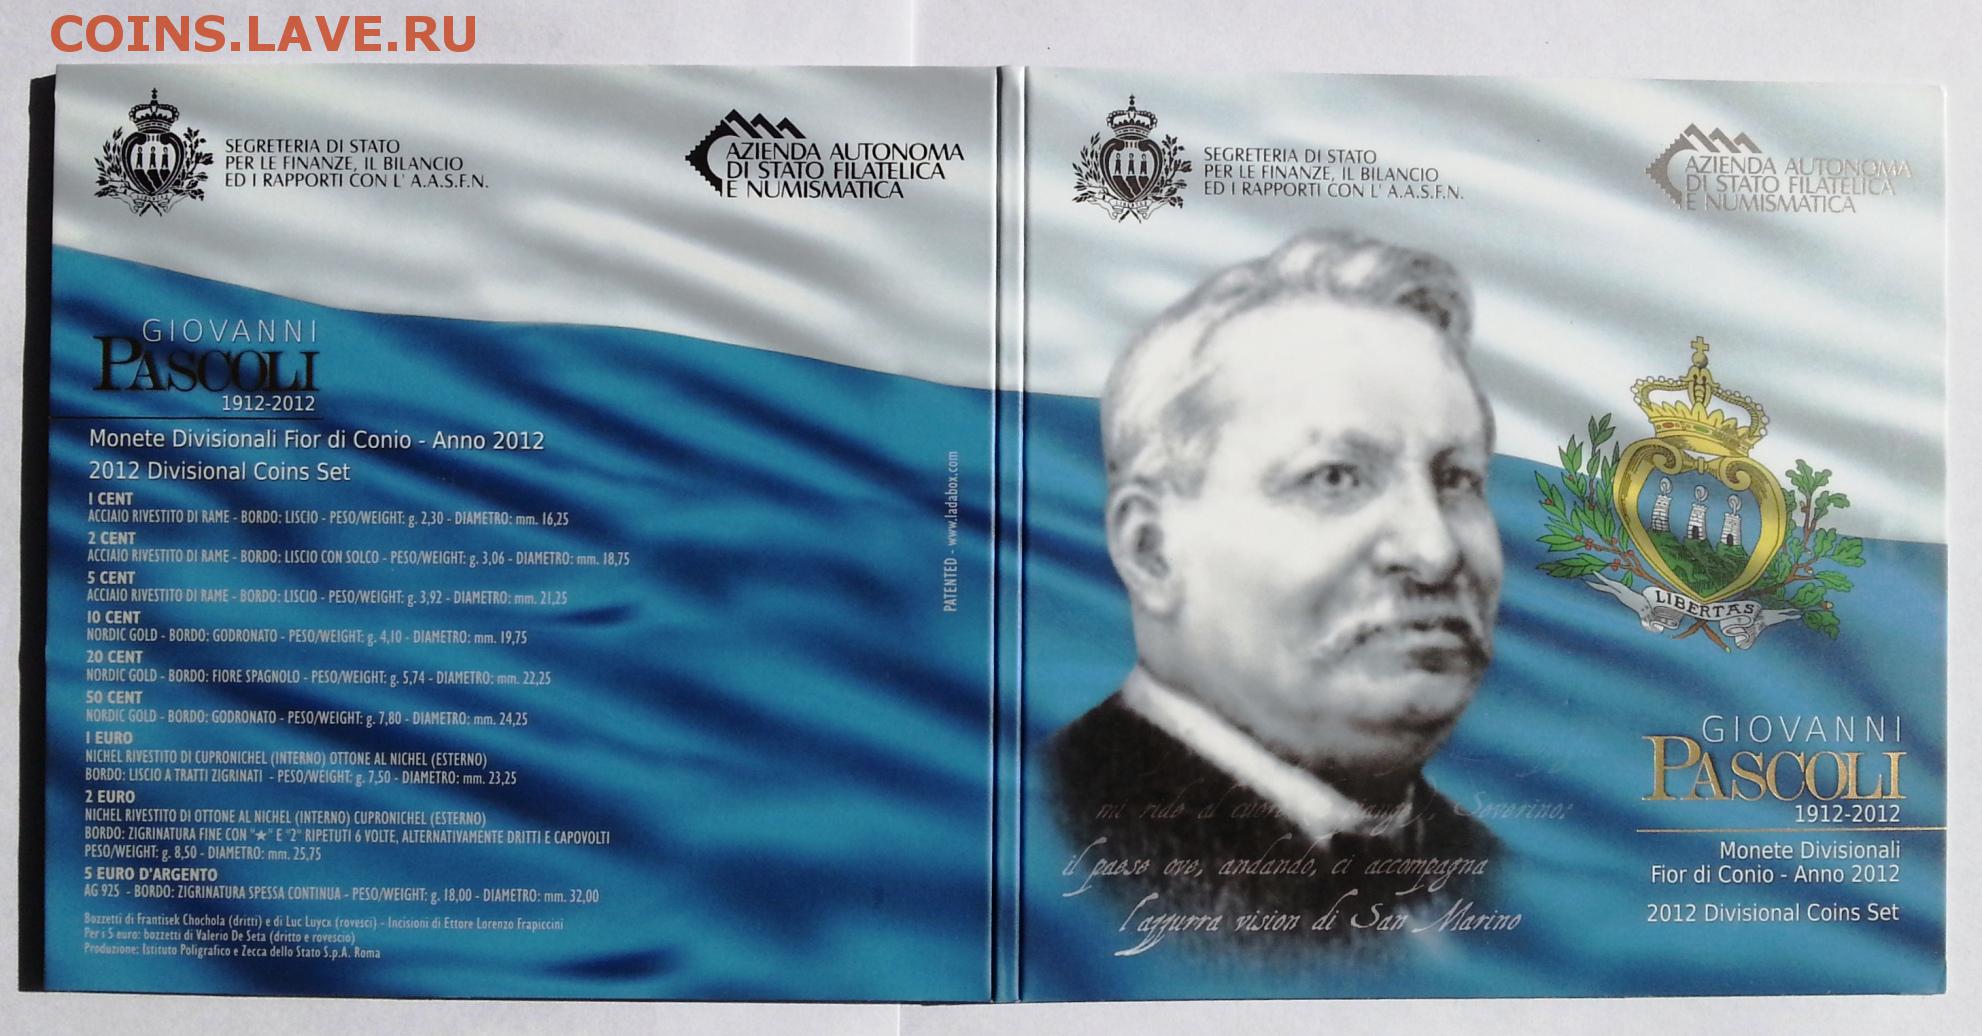 COINS.LAVE.RU
SEGRETERIA DI STATO
PER LE FINANZE, IL BILANCIO
ED I RAPPORTI CON L' A.A.S.F.N.
AZIENDA AUTONOMA
DI STATO FILATELICA
E NUMISMATICA
GIOVANNI
PASCOLI
1912-2012
Monete Divisionali Fior di Conio - Anno 2012
2012 Divisional Coins Set
1 CENT
ACCIAIO RIVESTITO DI RAME - BORDO: LISCIO - PESO/WEIGHT: g. 2,30 - DIAMETRO: mm. 16,25
2 CENT
ACCIAIO RIVESTITO DI RAME - BORDO: LISCIO CON SOLCO - PESO/WEIGHT: g. 3,06 - DIAMETRO: mm. 18,75
5 CENT
ACCIAIO RIVESTITO DI RAME - BORDO: LISCIO - PESO/WEIGHT: g. 3,92 - DIAMETRO: mm. 21,25
10 CENT
NORDIC GOLD - BORDO: GODRONATO - PESO/WEIGHT: g. 4,10 - DIAMETRO: mm. 19,75
20 CENT
NORDIC GOLD - BORDO: FIORE SPAGNOLO - PESO/WEIGHT: g. 5,74 - DIAMETRO: mm. 22,25
50 CENT
NORDIC GOLD - BORDO: GODRONATO - PESO/WEIGHT: g. 7,80 - DIAMETRO: mm. 24,25
1 EURO
NICHEL RIVESTITO DI CUPRONICHEL (INTERNO) OTTONE AL NICHEL (ESTERNO)
BORDO: LISCIO A TRATTI ZIGRINATI - PESO/WEIGHT: g. 7,50 - DIAMETRO: mm. 23,25
2 EURO
NICHEL RIVESTITO DI OTTONE AL NICHEL (INTERNO) CUPRONICHEL (ESTERNO)
BORDO: ZIGRINATURA FINE CON "★" E "2" RIPETUTI 6 VOLTE, ALTERNATIVAMENTE DRITTI E CAPOVOLTI
PESO/WEIGHT: g. 8,50 - DIAMETRO: mm. 25,75
5 EURO D'ARGENTO
AG 925 - BORDO: ZIGRINATURA SPESSA CONTINUA - PESO/WEIGHT: g. 18,00 - DIAMETRO: mm. 32,00
Bozzetti di Frantisek Chochola (dritti) e di Luc Luycx (rovesci) - Incisioni di Ettore Lorenzo Frapiccini
Per i 5 euro: bozzetti di Valerio De Seta (dritto e rovescio)
Produzione: Istituto Poligrafico e Zecca dello Stato S.p.A. Roma
PATENTED - www.ladabox.com
SEGRETERIA DI STATO
PER LE FINANZE, IL BILANCIO
ED I RAPPORTI CON L' A.A.S.F.N.
AZIENDA AUTONOMA
DI STATO FILATELICA
E NUMISMATICA
LIBERTAS
GIOVANNI
PASCOLI
1912-2012
Monete Divisionali
Fior di Conio - Anno 2012
2012 Divisional Coins Set
mi ride al cuore piange), Severino:
il paese ove, andando, ci accompagna
l'azzurra vision di San Marino